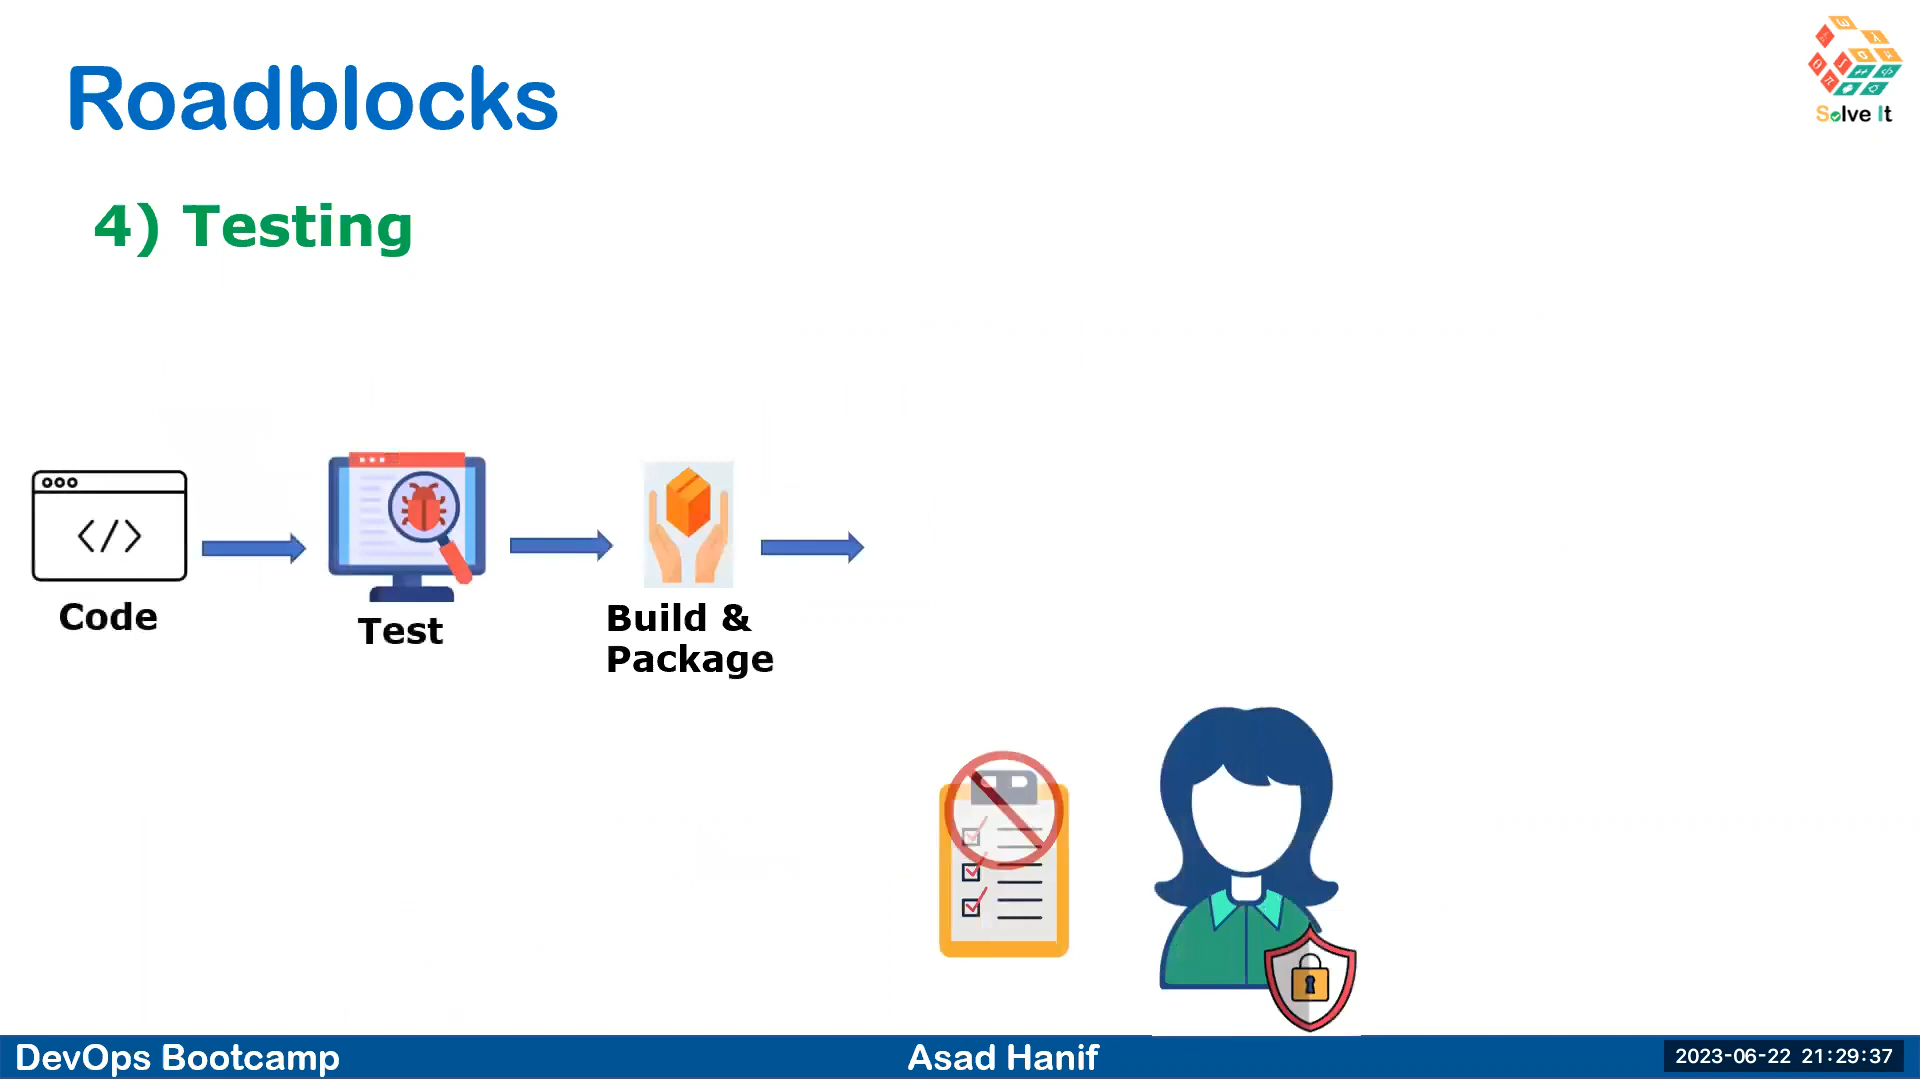 Roadblocks
Solve It
4) Testing
</>
Code
Test
Build &
Package
DevOps Bootcamp
Asad Hanif
2023-06-22 21:29:37